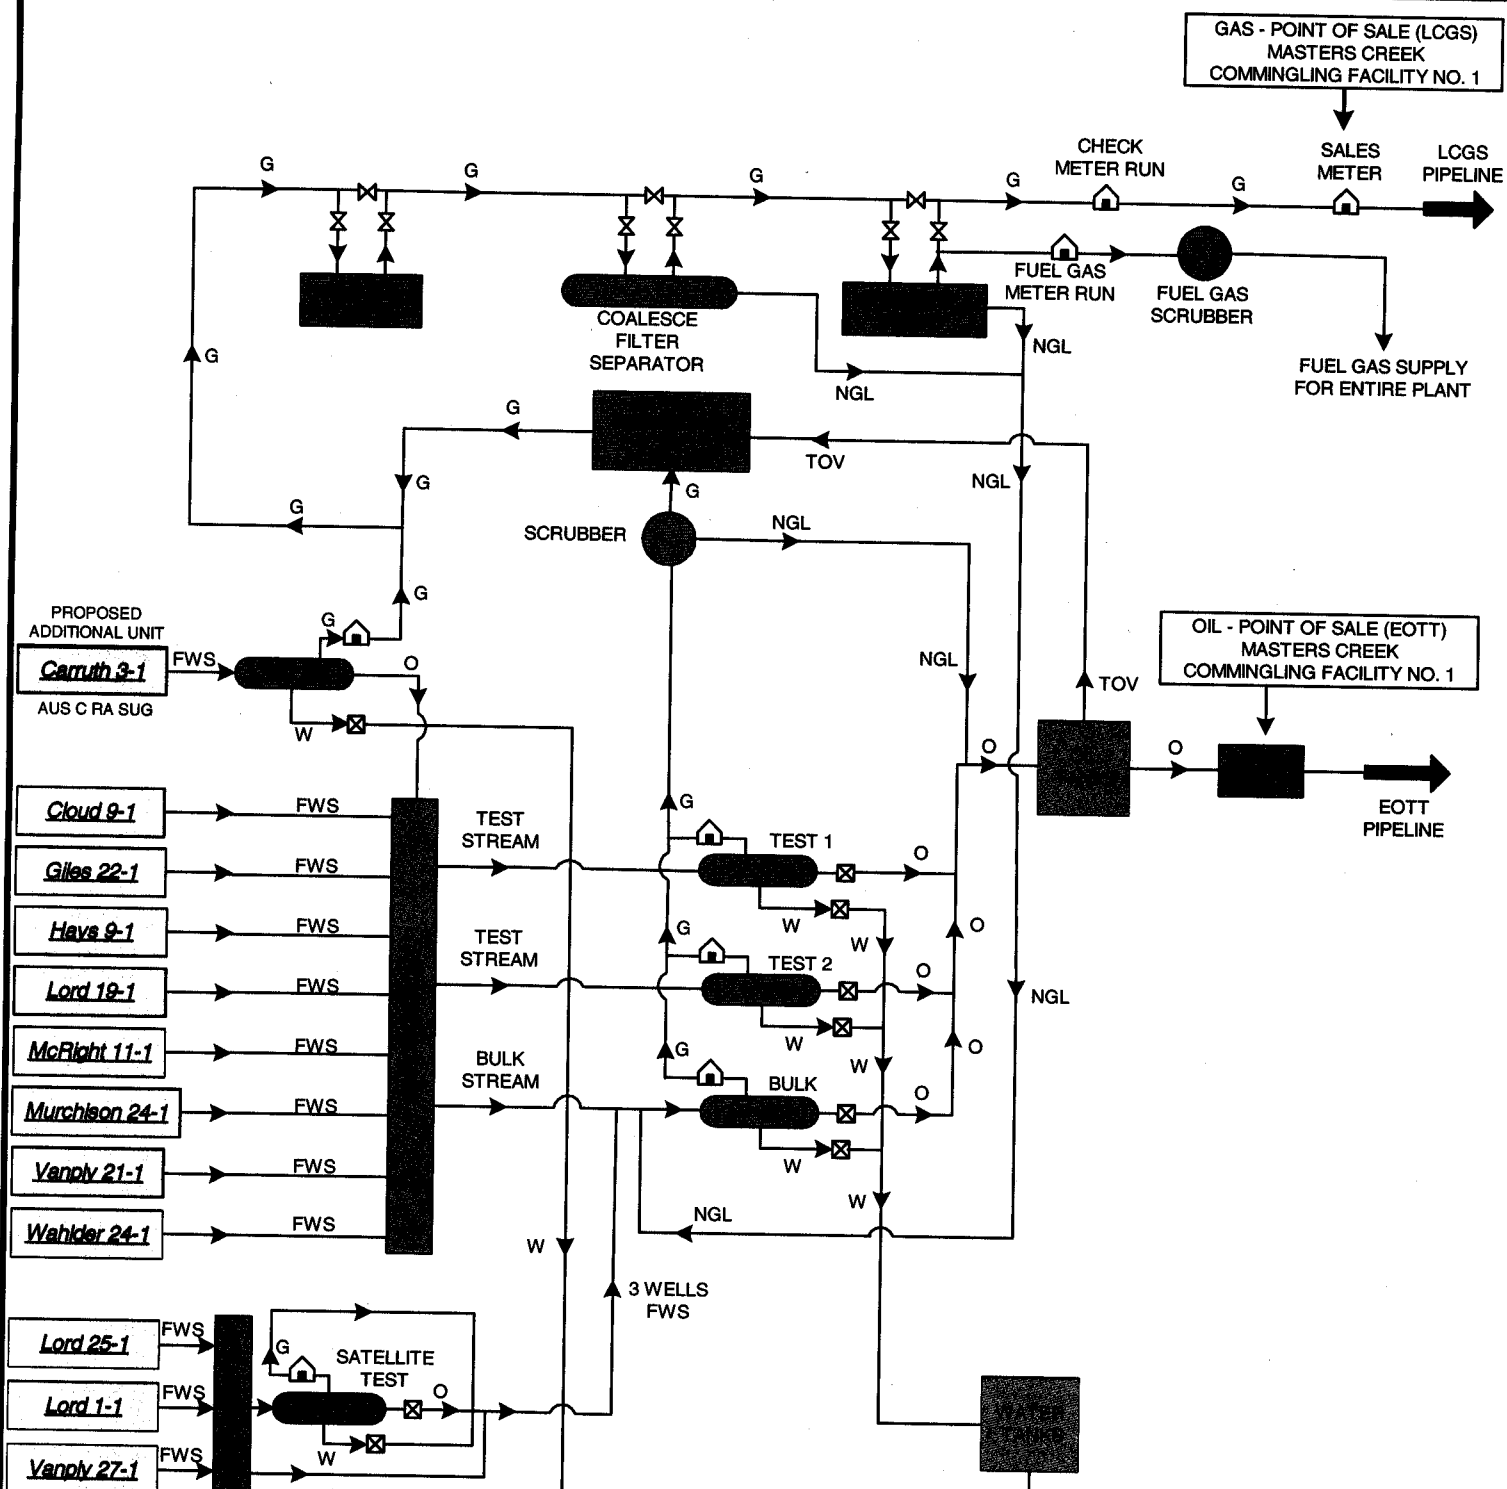 GAS - POINT OF SALE (LCGS)
MASTERS CREEK
COMMINGLING FACILITY NO. 1
CHECK
METER RUN
SALES
METER
LCGS
PIPELINE
G
G
G
G
G
FUEL GAS
METER RUN
FUEL GAS
SCRUBBER
COALESCE
FILTER
SEPARATOR
NGL
NGL
FUEL GAS SUPPLY
FOR ENTIRE PLANT
G
G
TOV
G
G
NGL
G
SCRUBBER
NGL
G
PROPOSED
ADDITIONAL UNIT
Carruth 3-1
AUS C RA SUG
FWS
G
O
W
NGL
TOV
OIL - POINT OF SALE (EOTT)
MASTERS CREEK
COMMINGLING FACILITY NO. 1
O
O
EOTT
PIPELINE
Cloud 9-1
FWS
TEST
STREAM
G
TEST 1
O
Giles 22-1
FWS
W
W
Hays 9-1
FWS
TEST
STREAM
G
TEST 2
O
O
Lord 19-1
FWS
W
W
NGL
McRight 11-1
FWS
BULK
STREAM
G
BULK
O
O
Murchison 24-1
FWS
W
W
Vanply 21-1
FWS
NGL
Wahlder 24-1
FWS
W
3 WELLS
FWS
Lord 25-1
FWS
G
SATELLITE
TEST
O
Lord 1-1
FWS
W
Vanply 27-1
FWS
WATER
TANKS